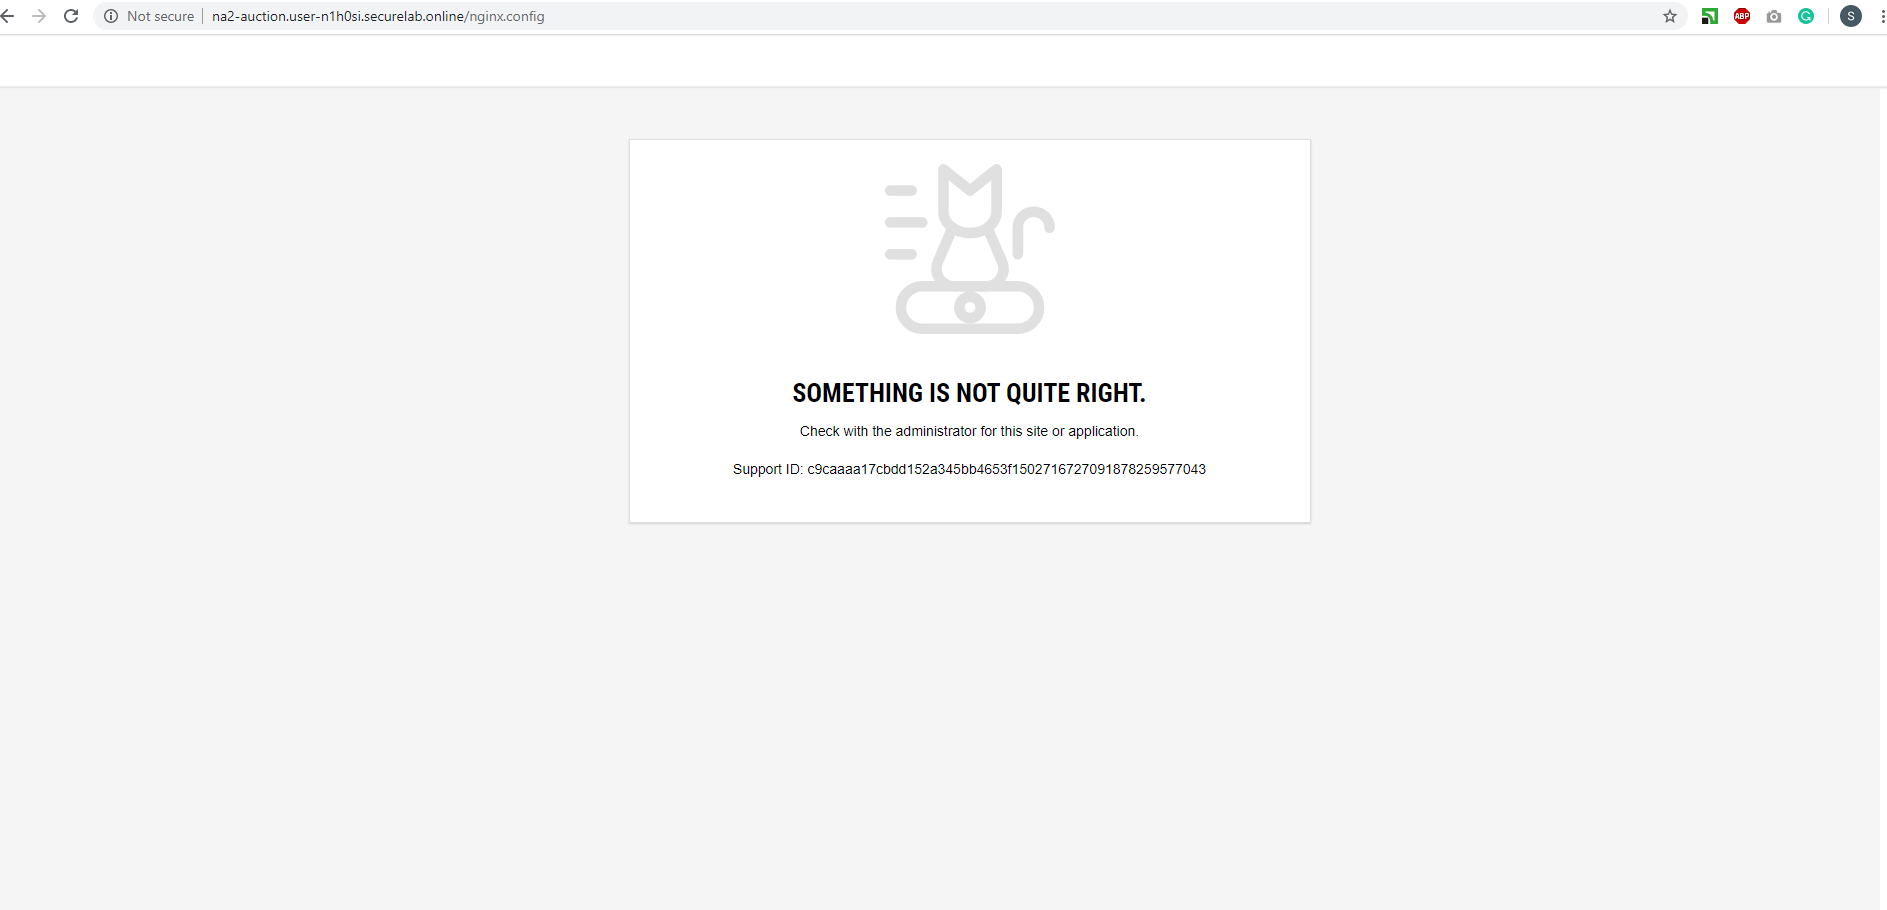 Not secure na2-auction.user-n1h0si.securelab.online/nginx.config ABP S
SOMETHING IS NOT QUITE RIGHT.
Check with the administrator for this site or application.
Support ID: c9caaaa17cbdd152a345bb4653f1502716727091878259577043